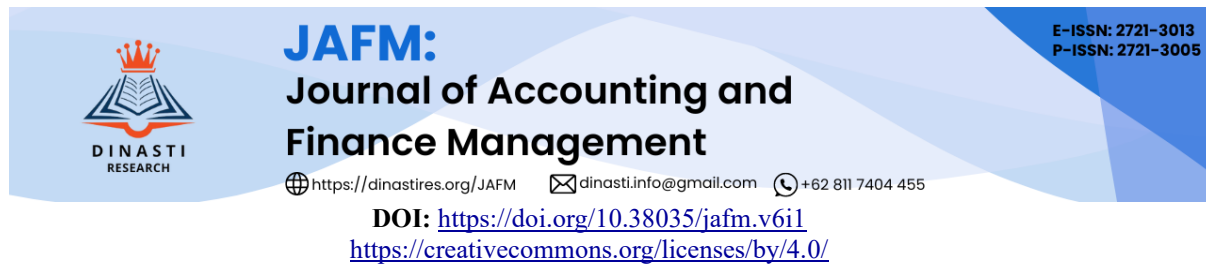 E-ISSN: 2721-3013
P-ISSN: 2721-3005
JAFM:
Journal of Accounting and
Finance Management
DINASTI
RESEARCH
https://dinastires.org/JAFM dinasti.info@gmail.com +62 811 7404 455
DOI: https://doi.org/10.38035/jafm.v6i1
https://creativecommons.org/licenses/by/4.0/